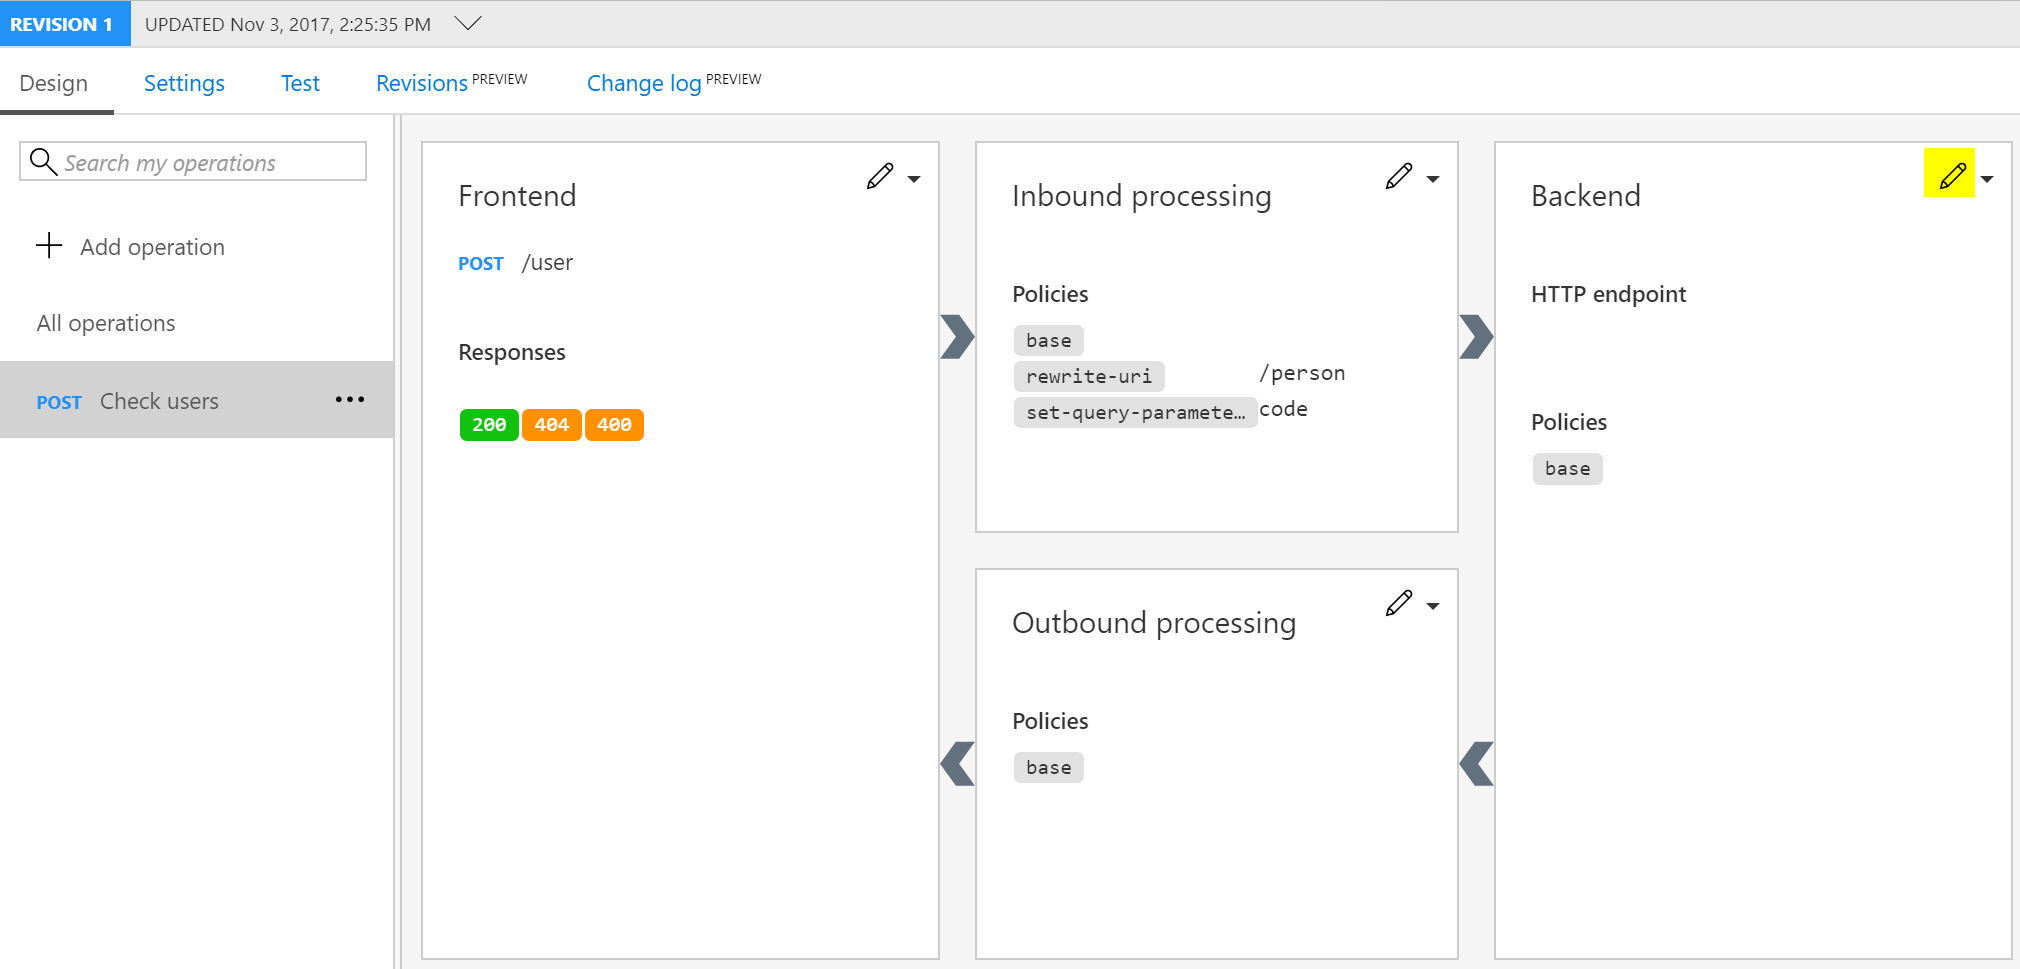 REVISION 1 UPDATED Nov 3, 2017, 2:25:35 PM
Design Settings Test Revisions PREVIEW Change log PREVIEW
Search my operations
Add operation
All operations
POST Check users
Frontend
POST /user
Responses
200 404 400
Inbound processing
Policies
base
rewrite-uri /person
set-query-paramete… code
Outbound processing
Policies
base
Backend
HTTP endpoint
Policies
base